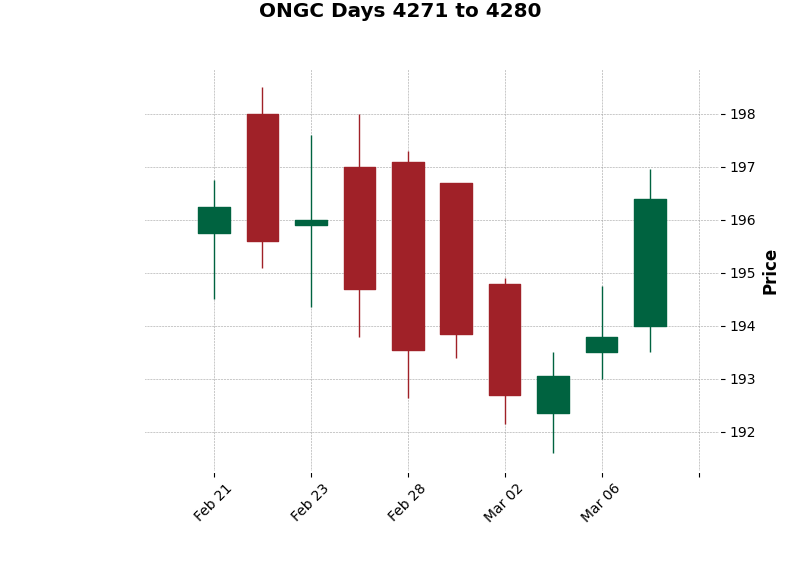 ONGC Days 4271 to 4280
198
197
196
195
194
193
192
Price
Feb 21
Feb 23
Feb 28
Mar 02
Mar 06